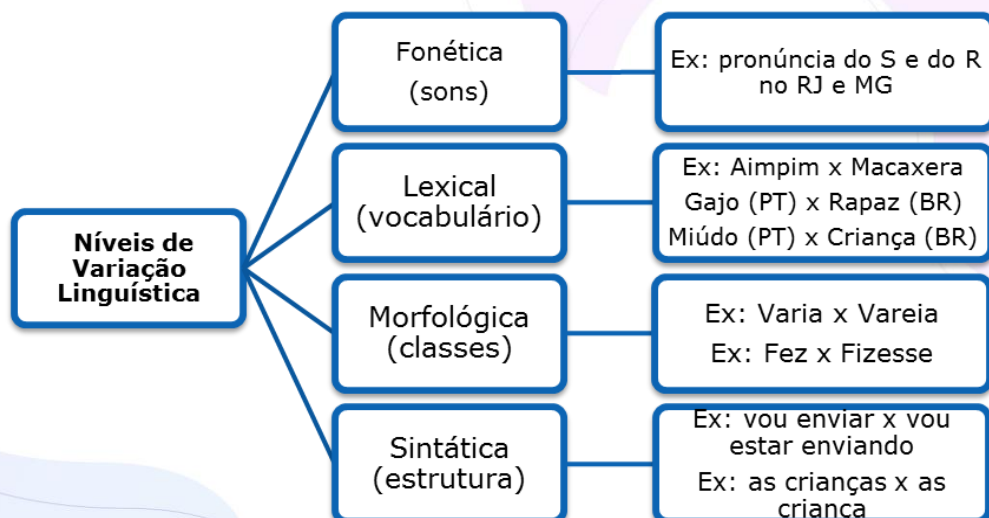 Níveis de
Variação
Linguística
Fonética
(sons)
Ex: pronúncia do S e do R
no RJ e MG
Lexical
(vocabulário)
Ex: Aimpim x Macaxera
Gajo (PT) x Rapaz (BR)
Miúdo (PT) x Criança (BR)
Morfológica
(classes)
Ex: Varia x Vareia
Ex: Fez x Fizesse
Sintática
(estrutura)
Ex: vou enviar x vou
estar enviando
Ex: as crianças x as
criança